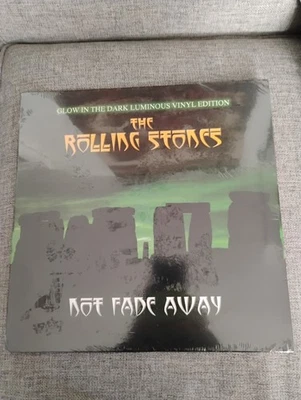 GLOW IN THE DARK LUMINOUS VINYL EDITION
THE
ROLLING STONES
NOT FADE AWAY